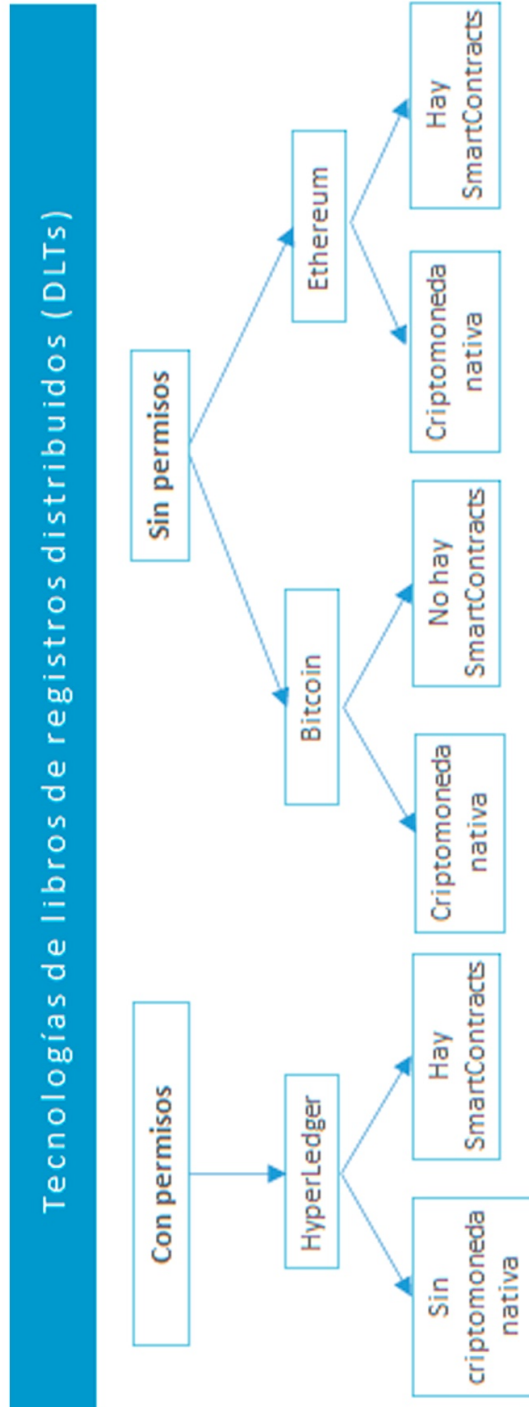 Tecnologías de libros de registros distribuidos (DLTs)
Con permisos
Sin permisos
HyperLedger
Bitcoin
Ethereum
Sin
criptomoneda
nativa
Hay
SmartContracts
Criptomoneda
nativa
No hay
SmartContracts
Criptomoneda
nativa
Hay
SmartContracts